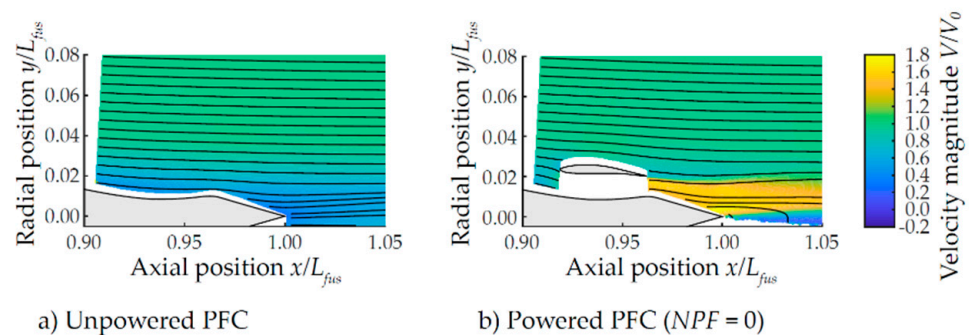 0.08
0.06
0.04
0.02
0.00
Radial position y/L_fus
0.90 0.95 1.00 1.05
Axial position x/L_fus
a) Unpowered PFC
0.08
0.06
0.04
0.02
0.00
Radial position y/L_fus
0.90 0.95 1.00 1.05
Axial position x/L_fus
b) Powered PFC (NPF = 0)
1.8
1.6
1.4
1.2
1.0
0.8
0.6
0.4
0.2
0.0
-0.2
Velocity magnitude V/V_0